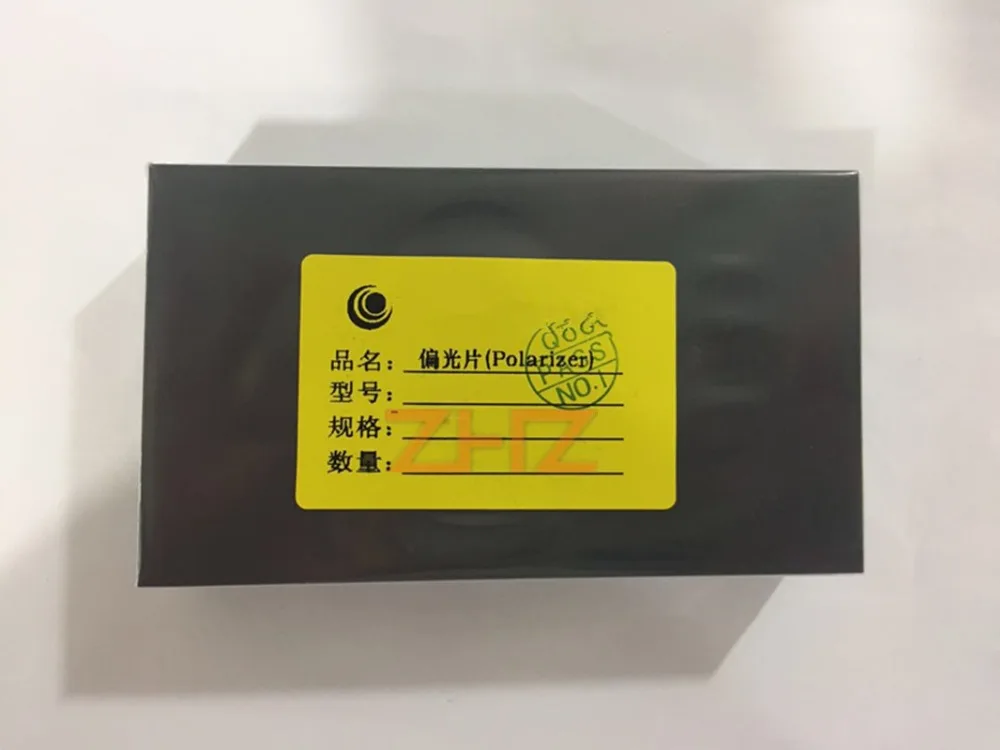 QC
PASS
NO.1
品名： 偏光片(Polarizer)
型号：
规格：
数量：
ZHZ